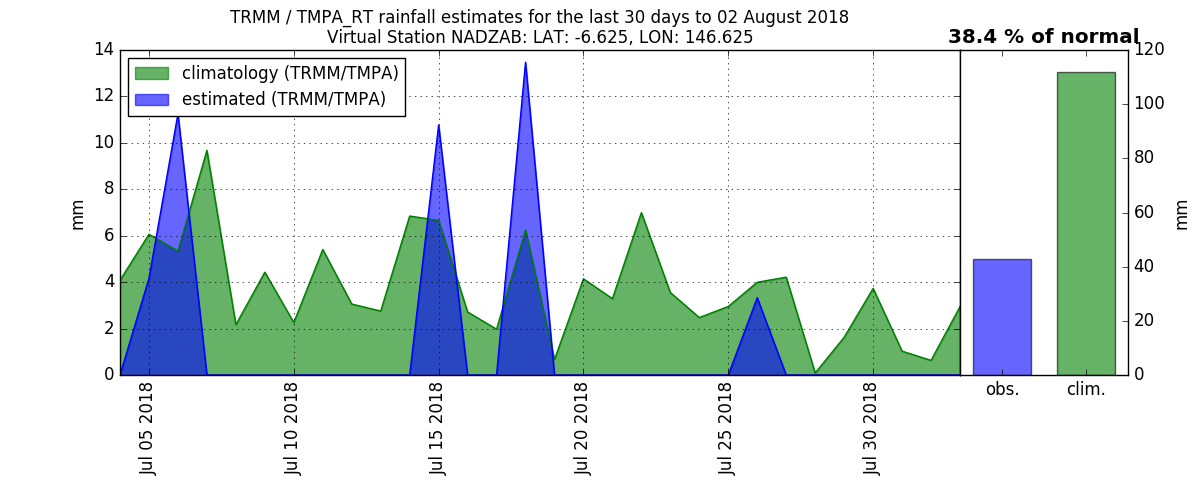 TRMM / TMPA_RT rainfall estimates for the last 30 days to 02 August 2018
Virtual Station NADZAB: LAT: -6.625, LON: 146.625
38.4 % of normal
climatology (TRMM/TMPA)
estimated (TRMM/TMPA)
14
12
10
8
6
4
2
0
mm
Jul 05 2018
Jul 10 2018
Jul 15 2018
Jul 20 2018
Jul 25 2018
Jul 30 2018
obs.
clim.
120
100
80
60
40
20
0
mm